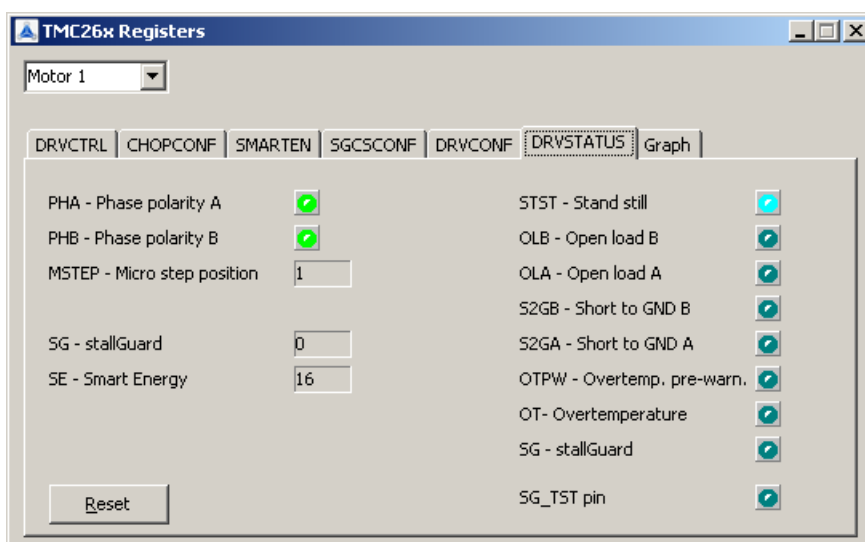 TMC26x Registers
Motor 1
DRVCTRL CHOPCONF SMARTEN SGCSCONF DRVCONF DRVSTATUS Graph
PHA - Phase polarity A
STST - Stand still
PHB - Phase polarity B
OLB - Open load B
MSTEP - Micro step position 1
OLA - Open load A
S2GB - Short to GND B
SG - stallGuard 0
S2GA - Short to GND A
SE - Smart Energy 16
OTPW - Overtemp. pre-warn.
OT- Overtemperature
SG - stallGuard
Reset
SG_TST pin